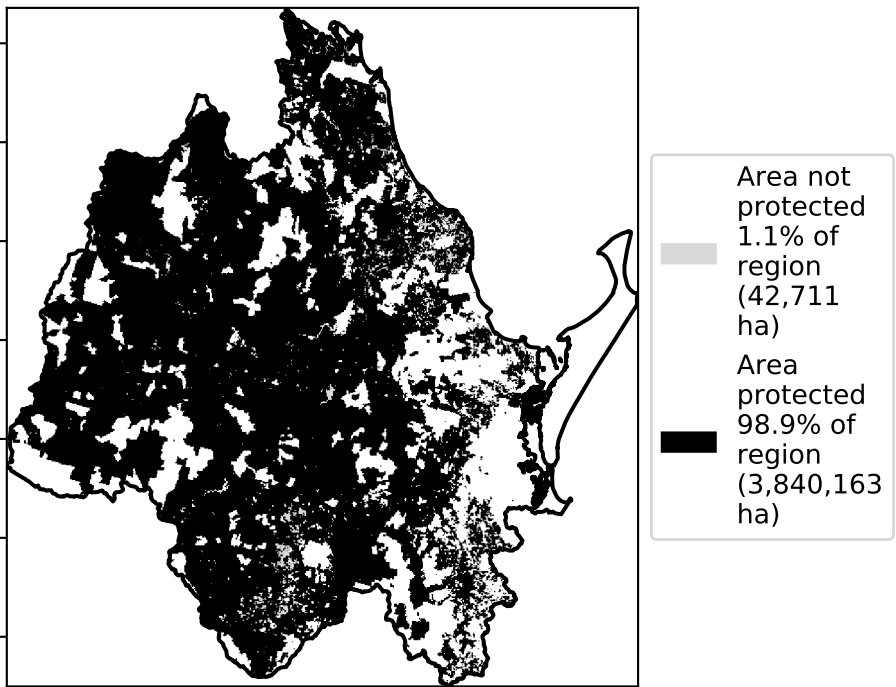 Area not
protected
1.1% of
region
(42,711
ha)
Area
protected
98.9% of
region
(3,840,163
ha)